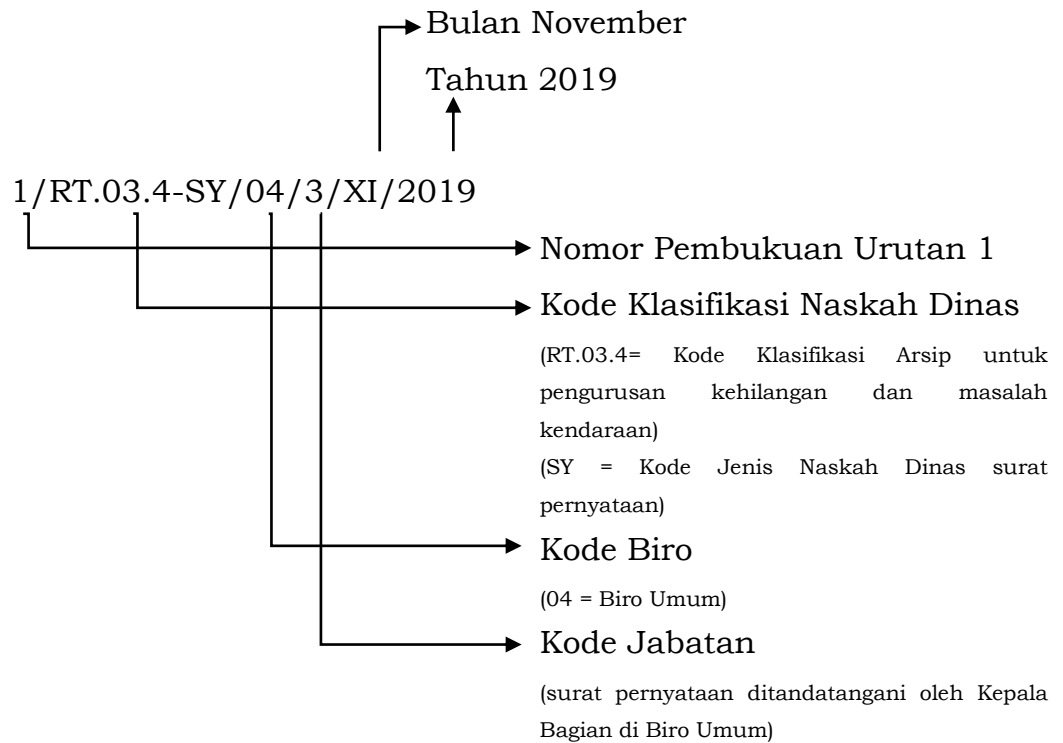 Bulan November
Tahun 2019
1/RT.03.4-SY/04/3/XI/2019
Nomor Pembukuan Urutan 1
Kode Klasifikasi Naskah Dinas
(RT.03.4= Kode Klasifikasi Arsip untuk
pengurusan kehilangan dan masalah
kendaraan)
(SY = Kode Jenis Naskah Dinas surat
pernyataan)
Kode Biro
(04 = Biro Umum)
Kode Jabatan
(surat pernyataan ditandatangani oleh Kepala
Bagian di Biro Umum)